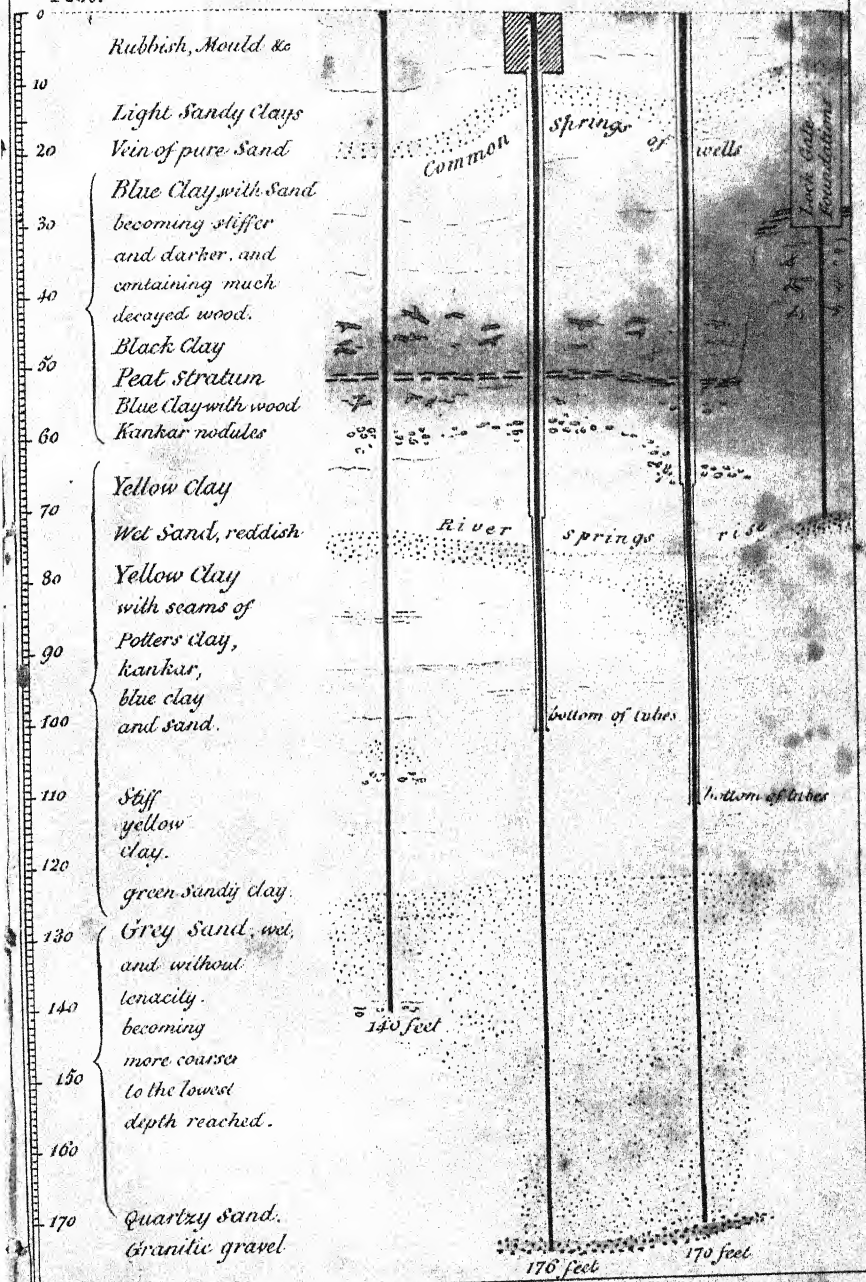 Feet.
0
Rubbish, Mould &c
10
Light Sandy Clays
Common springs of wells
20
Vein of pure Sand
Lock Gate
Foundations
Blue Clay, with Sand
30
becoming stiffer
and darker, and
containing much
40
decayed wood.
Black Clay
50
Peat Stratum
Blue Clay with wood
60
Kankar nodules
Yellow Clay
70
River springs rise
Wet Sand, reddish
80
Yellow Clay
with seams of
Potters clay,
90
kankar,
blue clay
100
and sand.
bottom of tubes
110
Stiff
bottom of tubes
yellow
clay.
120
green sandy clay.
130
Grey Sand, wet,
and without
tenacity.
140
140 feet
becoming
more coarser
150
to the lowest
depth reached.
160
170
Quartzy Sand.
Granitic gravel
176 feet
170 feet